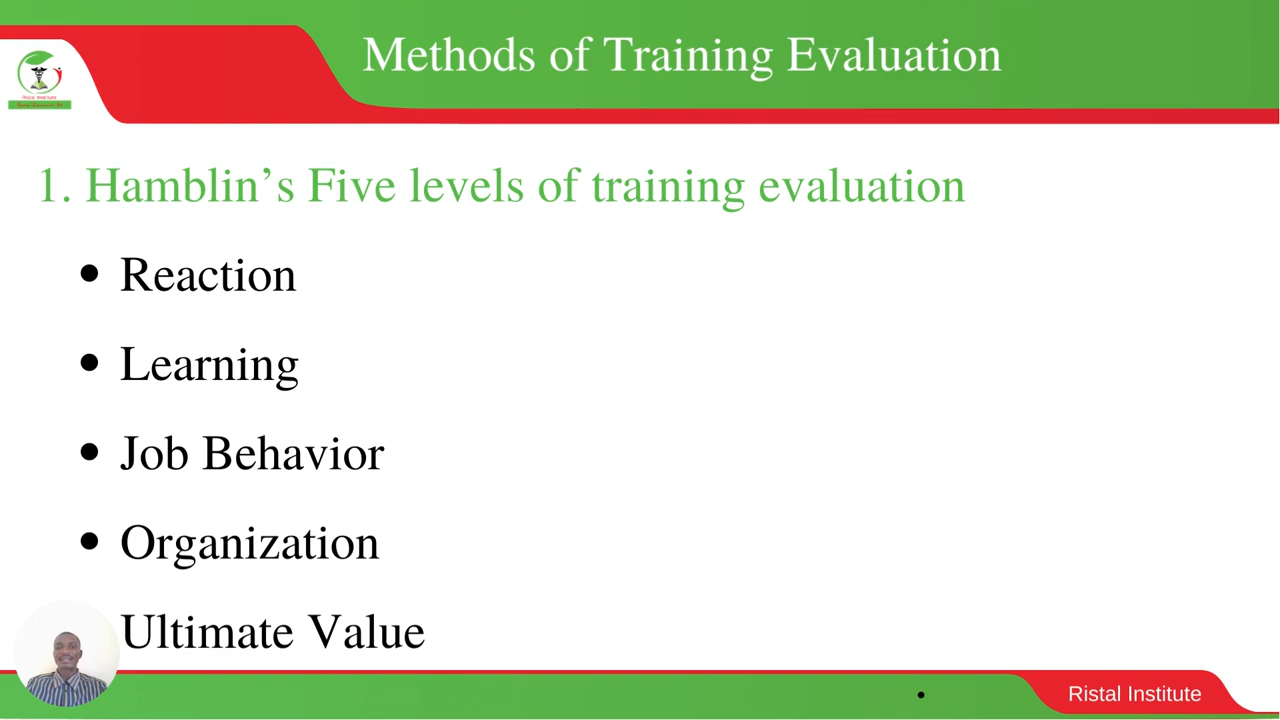 Methods of Training Evaluation
1. Hamblin’s Five levels of training evaluation
• Reaction
• Learning
• Job Behavior
• Organization
Ultimate Value
Ristal Institute